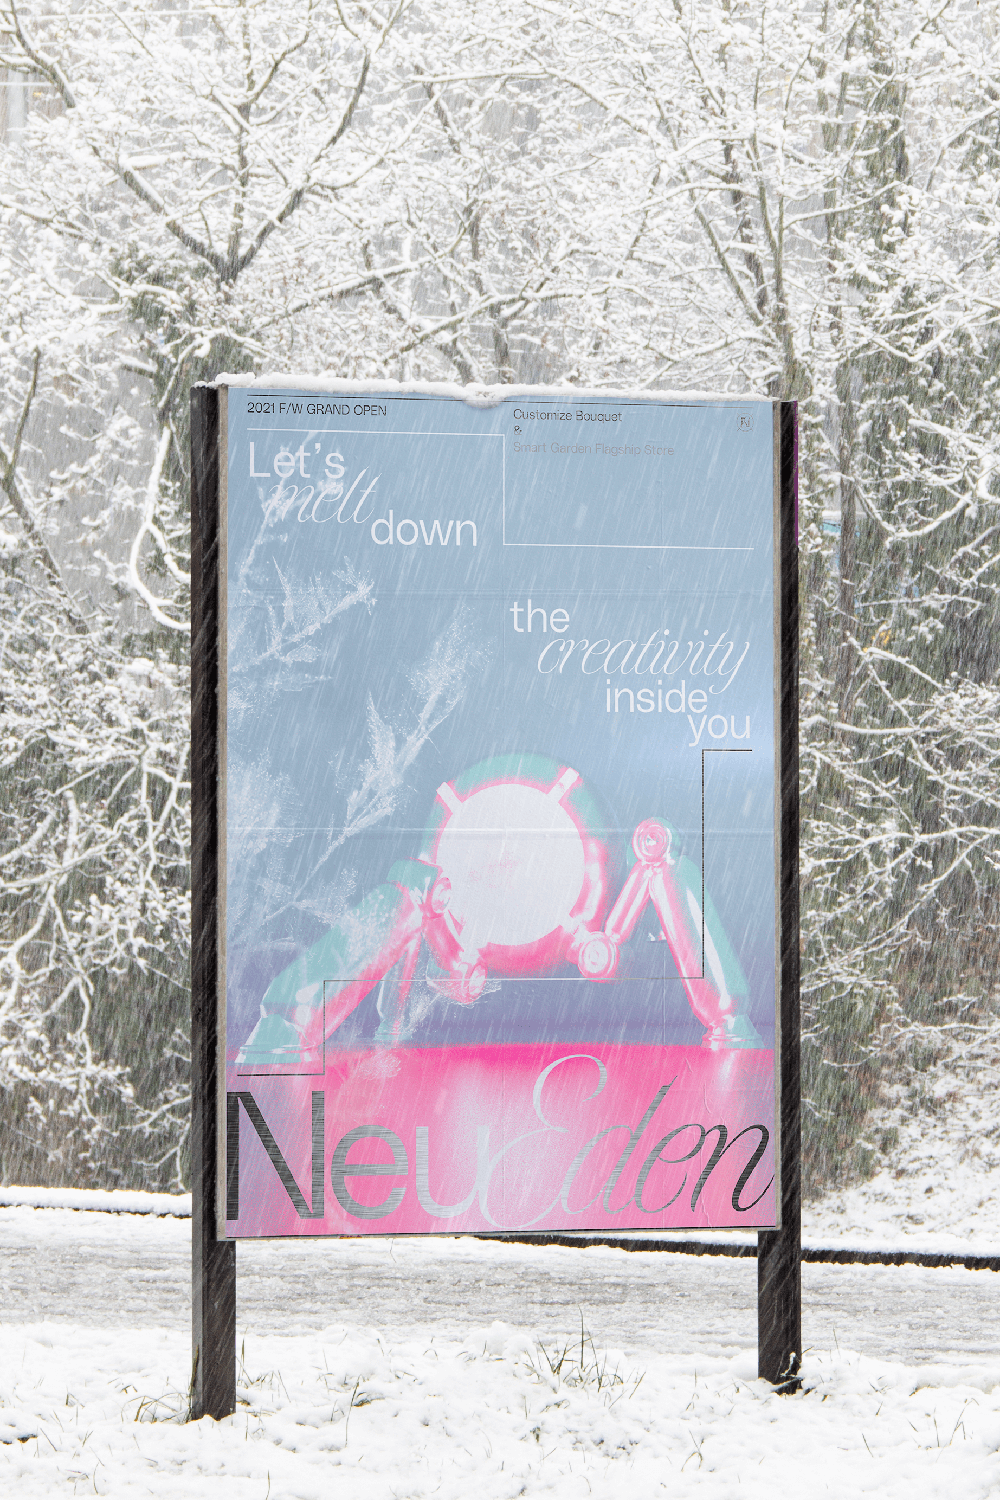 2021 F/W GRAND OPEN
Customize Bouquet
&
Smart Garden Flagship Store
Let's
melt
down
the
creativity
inside
you
NeuEden